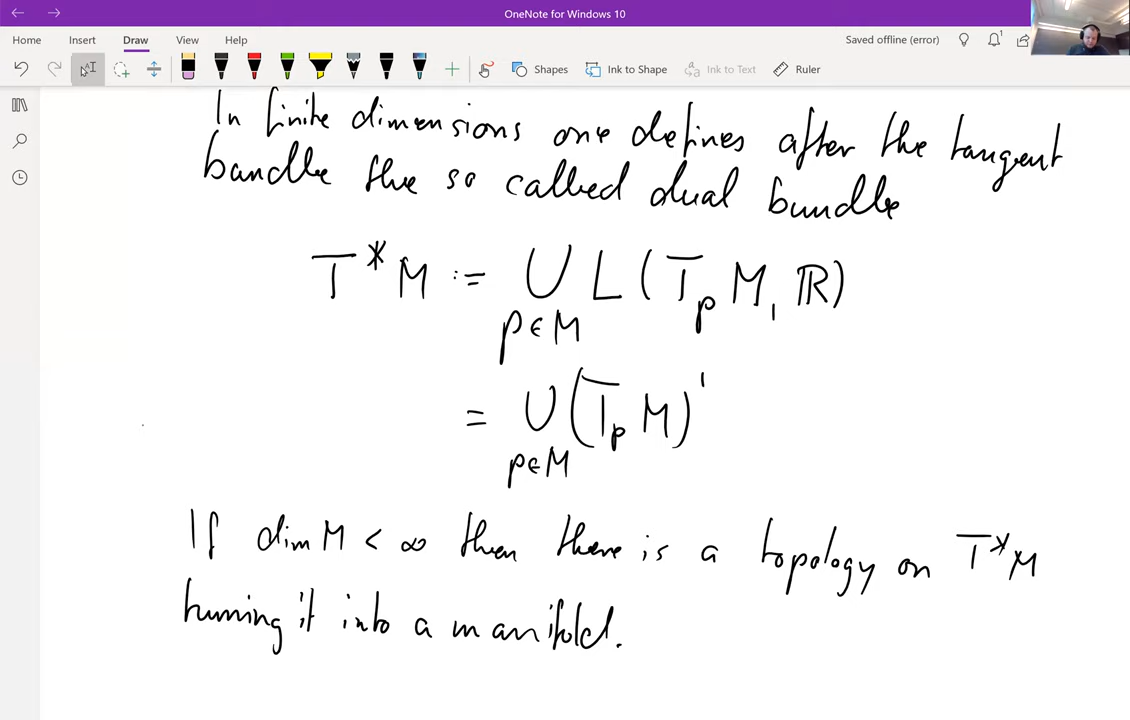 OneNote for Windows 10
Home Insert Draw View Help
Saved offline (error)
Shapes Ink to Shape Ink to Text Ruler
In finite dimensions one defines after the tangent
bundle the so called dual bundle
T*M := ∪ L(T_p M, ℝ)
p∈M
= ∪ (T_p M)'
p∈M
If dim M < ∞ then there is a topology on T*M
turning it into a manifold.